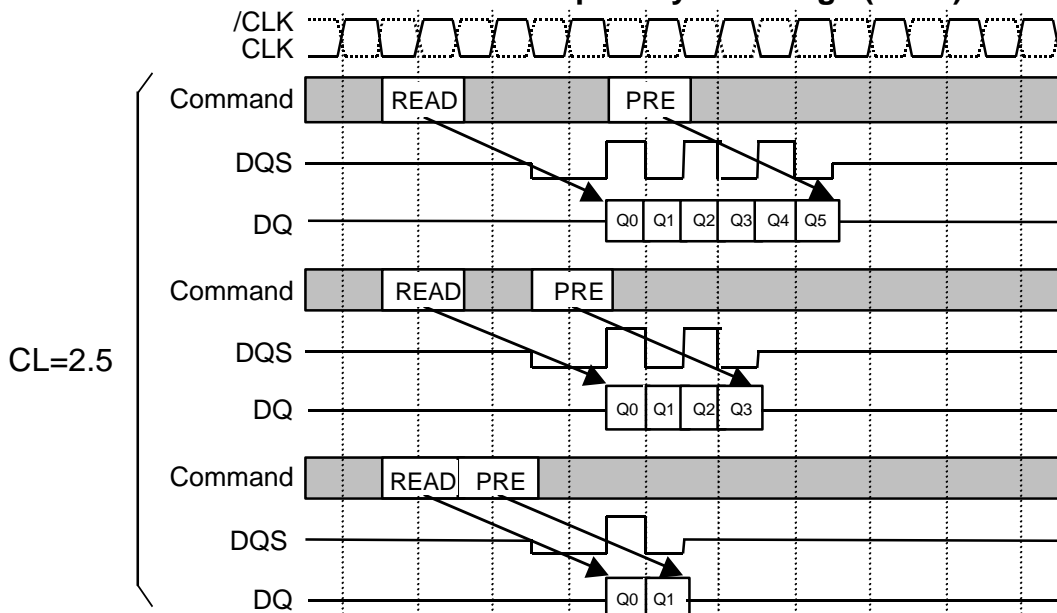 /CLK
CLK
Command READ PRE
DQS
DQ Q0 Q1 Q2 Q3 Q4 Q5
Command READ PRE
CL=2.5
DQS
DQ Q0 Q1 Q2 Q3
Command READ PRE
DQS
DQ Q0 Q1